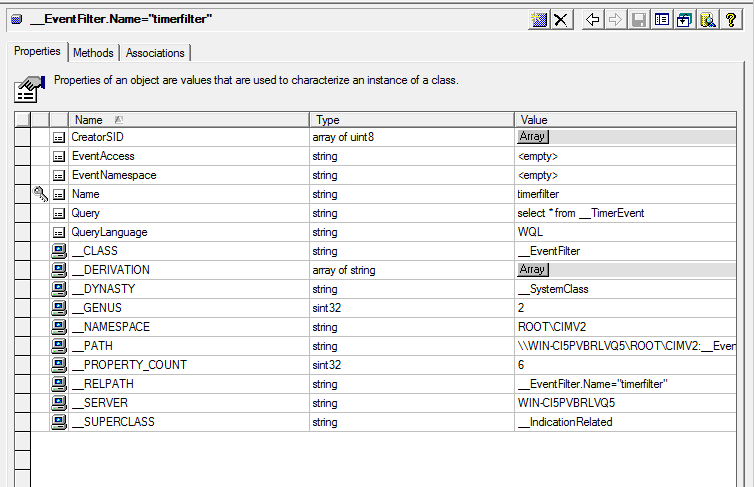 __EventFilter.Name="timerfilter"
Properties Methods Associations
Properties of an object are values that are used to characterize an instance of a class.
Name Type Value
CreatorSID array of uint8 Array
EventAccess string <empty>
EventNamespace string <empty>
Name string timerfilter
Query string select * from __TimerEvent
QueryLanguage string WQL
__CLASS string __EventFilter
__DERIVATION array of string Array
__DYNASTY string __SystemClass
__GENUS sint32 2
__NAMESPACE string ROOT\CIMV2
__PATH string \\WIN-CI5PVBRLVQ5\ROOT\CIMV2:__Even
__PROPERTY_COUNT sint32 6
__RELPATH string __EventFilter.Name="timerfilter"
__SERVER string WIN-CI5PVBRLVQ5
__SUPERCLASS string __IndicationRelated